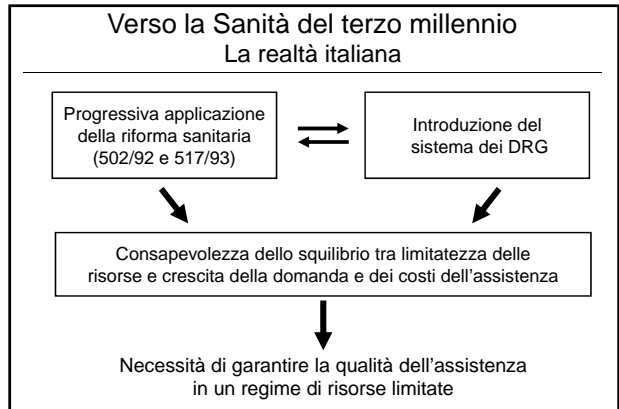 Verso la Sanità del terzo millennio
La realtà italiana
Progressiva applicazione
della riforma sanitaria
(502/92 e 517/93)
Introduzione del
sistema dei DRG
Consapevolezza dello squilibrio tra limitatezza delle
risorse e crescita della domanda e dei costi dell’assistenza
Necessità di garantire la qualità dell’assistenza
in un regime di risorse limitate